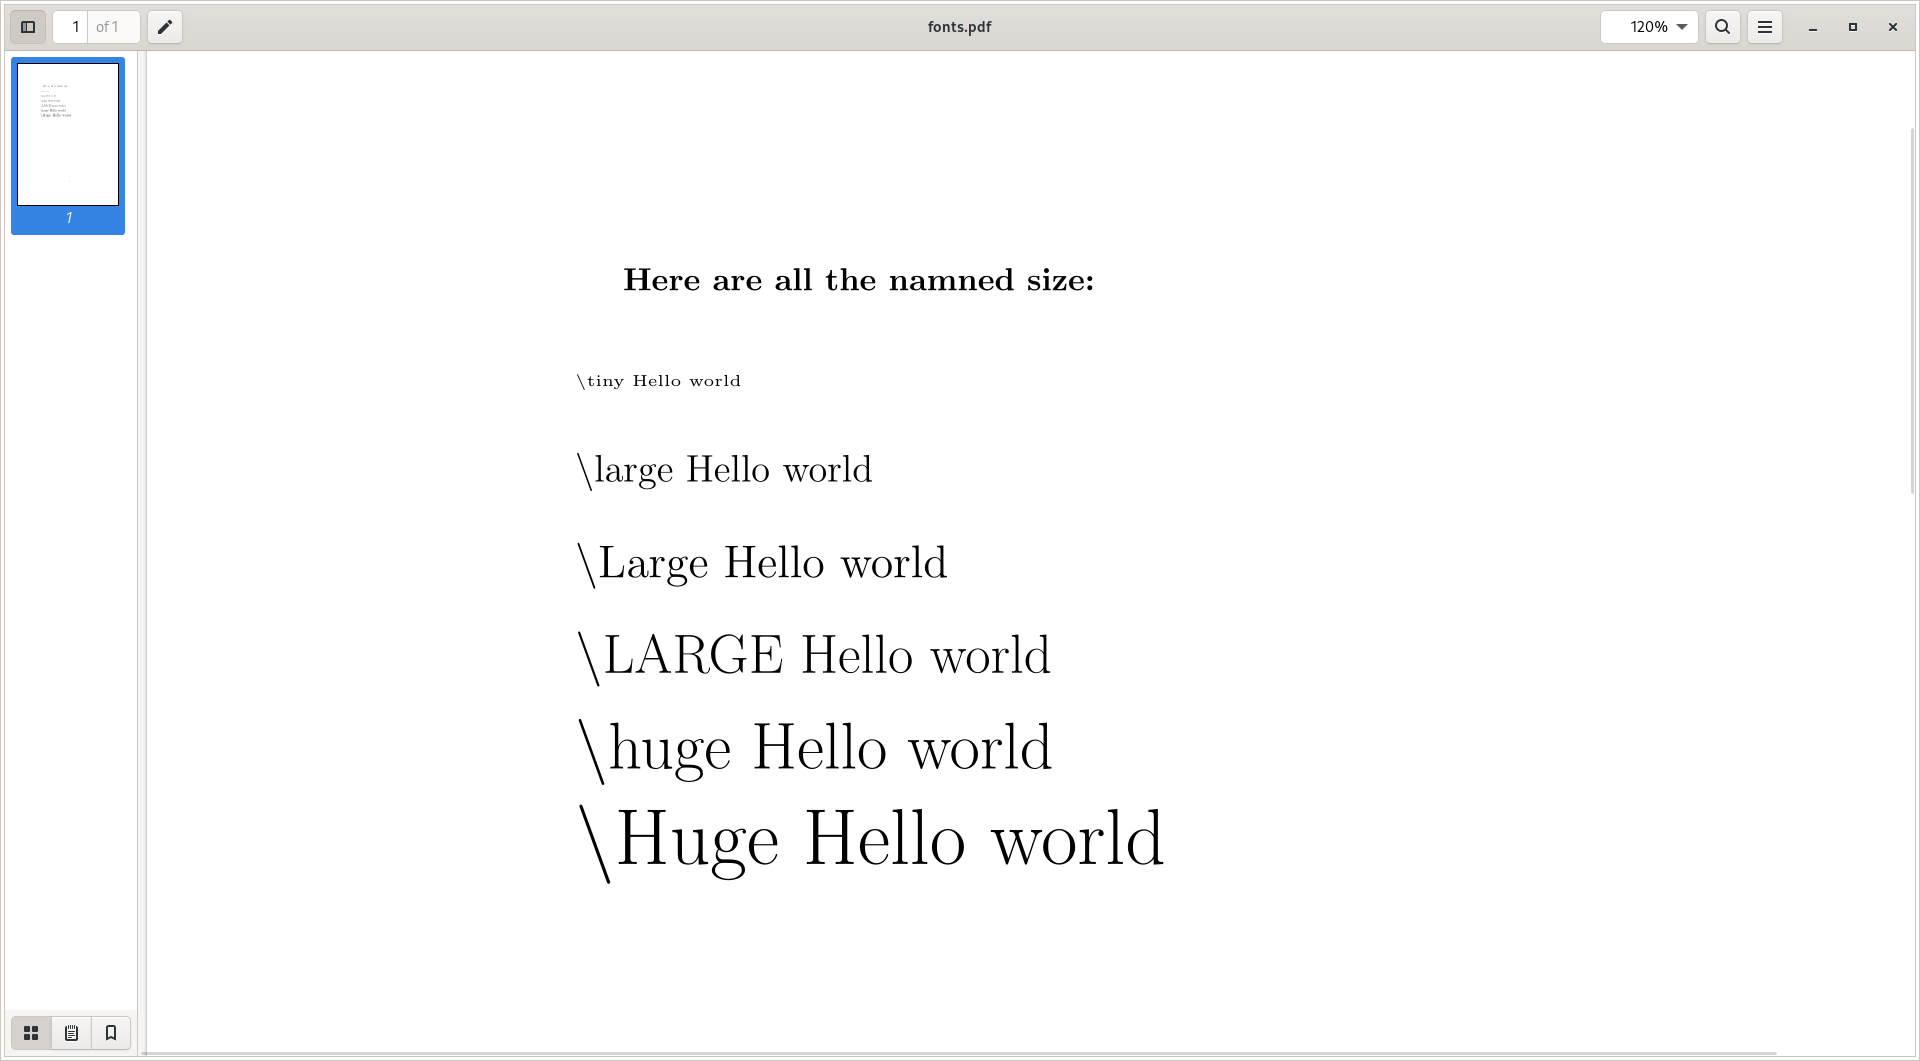 1 of 1
fonts.pdf
120%
1
Here are all the namned size:
\tiny Hello world
\large Hello world
\Large Hello world
\LARGE Hello world
\huge Hello world
\Huge Hello world